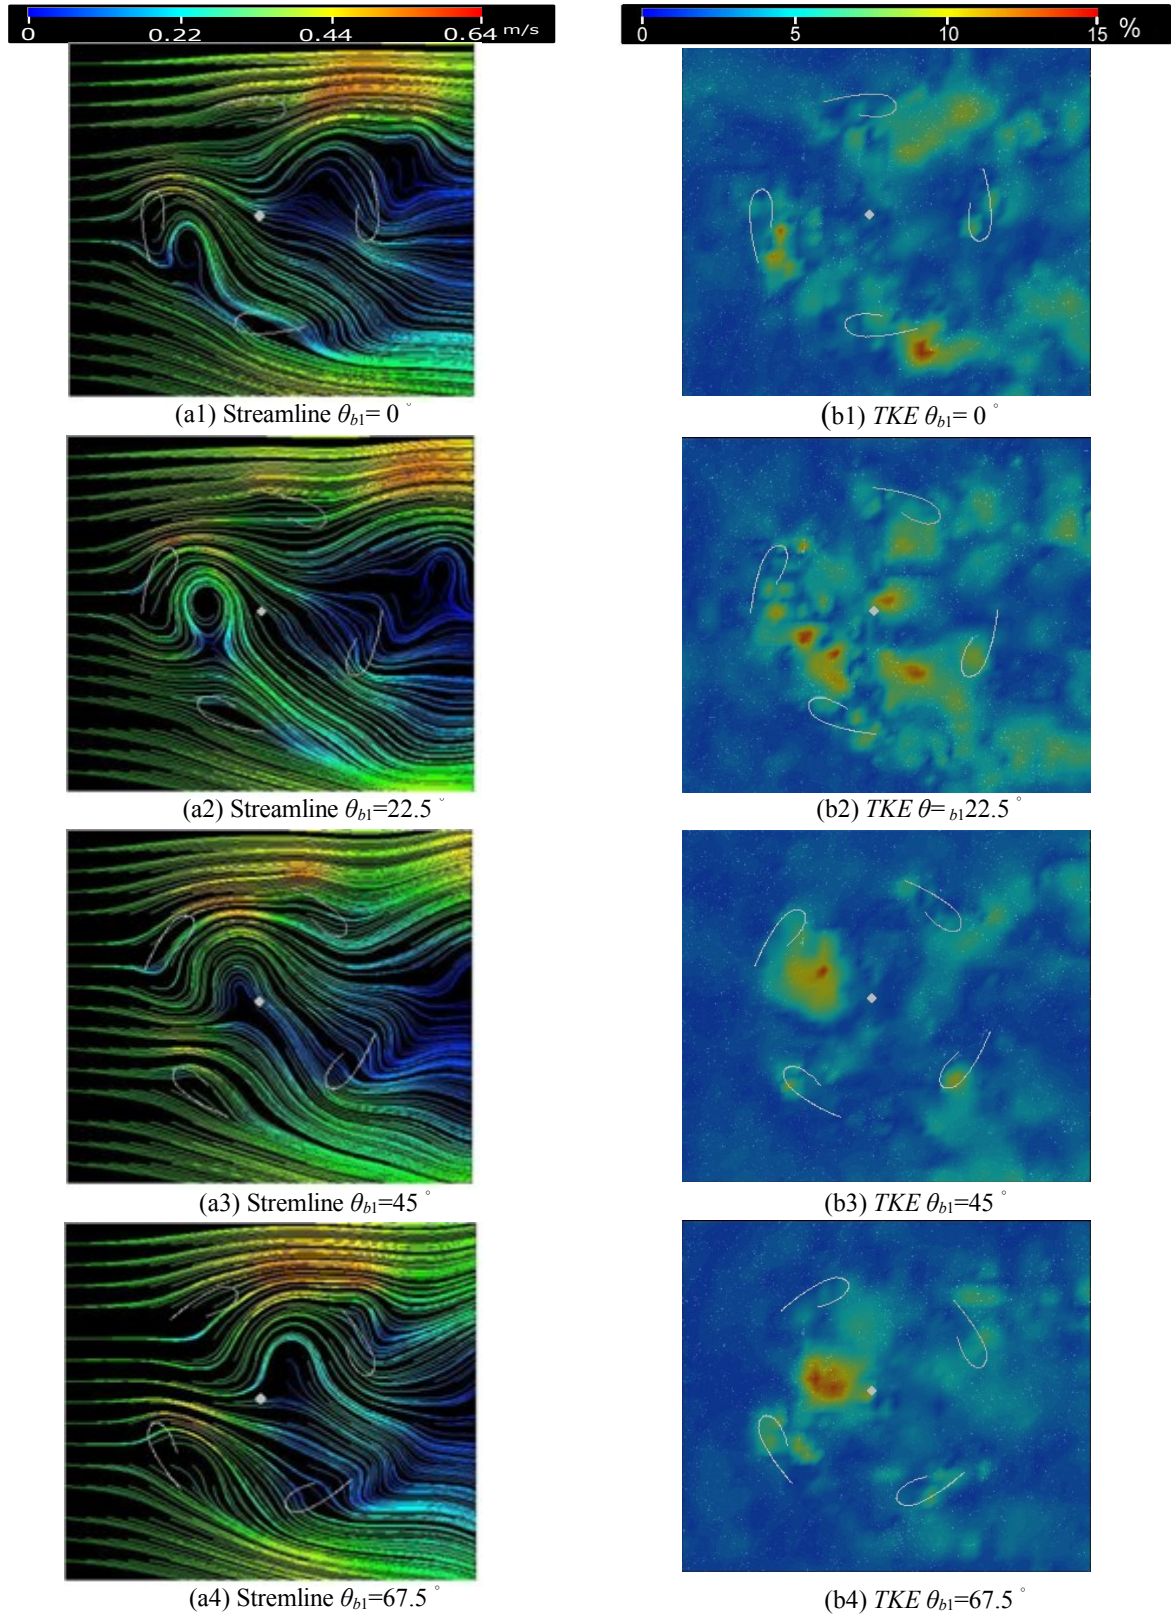 0 0.22 0.44 0.64 m/s
0 5 10 15 %
(a1) Streamline θb1= 0 °
(b1) TKE θb1= 0 °
(a2) Streamline θb1=22.5 °
(b2) TKE θ= b122.5 °
(a3) Stremline θb1=45 °
(b3) TKE θb1=45 °
(a4) Stremline θb1=67.5 °
(b4) TKE θb1=67.5 °